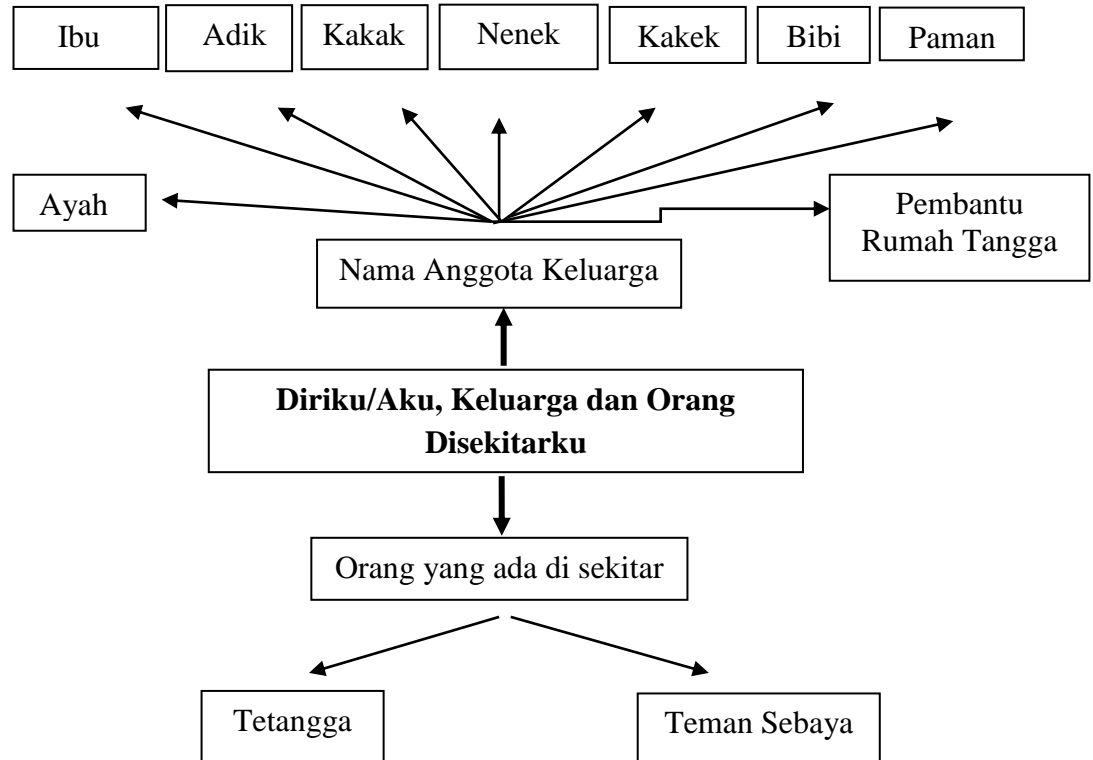 Ibu
Adik
Kakak
Nenek
Kakek
Bibi
Paman
Ayah
Pembantu
Rumah Tangga
Nama Anggota Keluarga
Diriku/Aku, Keluarga dan Orang
Disekitarku
Orang yang ada di sekitar
Tetangga
Teman Sebaya